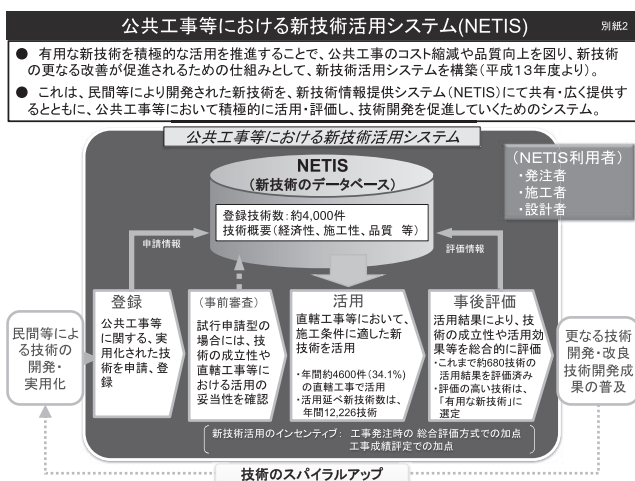 公共工事等における新技術活用システム(NETIS)
別紙2
● 有用な新技術を積極的な活用を推進することで、公共工事のコスト縮減や品質向上を図り、新技術
の更なる改善が促進されるための仕組みとして、新技術活用システムを構築(平成13年度より)。
● これは、民間等により開発された新技術を、新技術情報提供システム(NETIS)にて共有・広く提供す
るとともに、公共工事等において積極的に活用・評価し、技術開発を促進していくためのシステム。
公共工事等における新技術活用システム
NETIS
(新技術のデータベース)
登録技術数:約4,000件
技術概要(経済性、施工性、品質 等)
(NETIS利用者)
・発注者
・施工者
・設計者
申請情報
評価情報
民間等によ
る技術の
開発・
実用化
登録
公共工事等
に関する、実
用化された技
術を申請、登
録
(事前審査)
試行申請型の
場合には、技
術の成立性や
直轄工事等に
おける活用の
妥当性を確認
活用
直轄工事等において、
施工条件に適した新
技術を活用
・年間約4600件(34.1%)
の直轄工事で活用
・活用延べ新技術数は、
年間12,226技術
事後評価
活用結果により、技
術の成立性や活用効
果等を総合的に評価
・これまで約680技術の
活用結果を評価済み
・評価の高い技術は、
「有用な新技術」に
選定
更なる技術
開発・改良
技術開発成
果の普及
新技術活用のインセンティブ: 工事発注時の 総合評価方式での加点
工事成績評定での加点
技術のスパイラルアップ